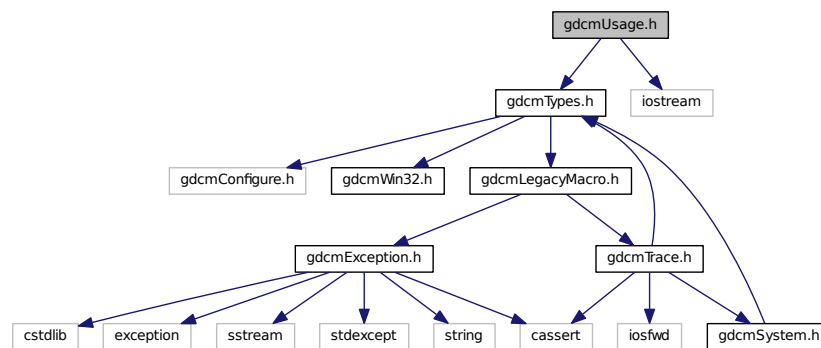 gdcmUsage.h
gdcmTypes.h
iostream
gdcmConfigure.h
gdcmWin32.h
gdcmLegacyMacro.h
gdcmException.h
gdcmTrace.h
cstdlib
exception
sstream
stdexcept
string
cassert
iosfwd
gdcmSystem.h